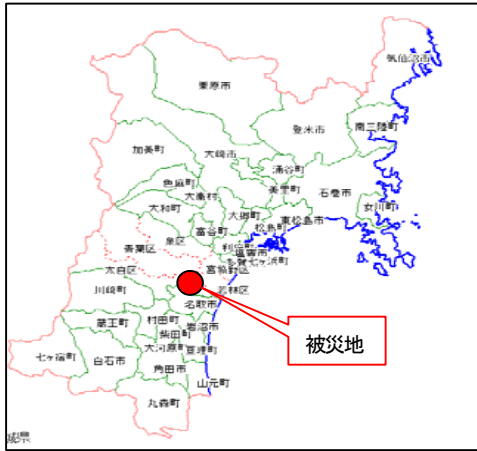 気仙沼市
栗原市
登米市
南三陸町
加美町
大崎市
涌谷町
色麻町
美里町
石巻市
女川町
大衡村
大和町
大郷町
東松島市
富谷町
松島町
泉区
利府町
青葉区
塩竈市
多賀七ヶ浜町
太白区
宮城野区
川崎町
若林区
名取市
蔵王町
村田町
岩沼市
柴田町
七ヶ宿町
白石市
大河原町
亘理町
角田市
山元町
丸森町
被災地
城県